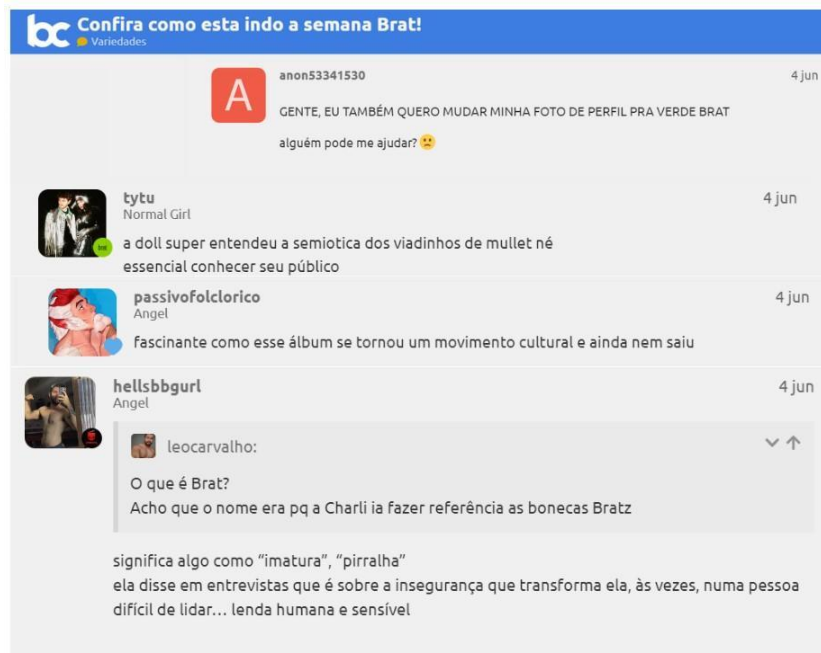 bc Confira como esta indo a semana Brat!
Variedades
A
anon53341530
4 jun
GENTE, EU TAMBÉM QUERO MUDAR MINHA FOTO DE PERFIL PRA VERDE BRAT
alguém pode me ajudar?
tytu
4 jun
Normal Girl
brat
a doll super entendeu a semiotica dos viadinhos de mullet né
essencial conhecer seu público
passivofolclorico
4 jun
Angel
fascinante como esse álbum se tornou um movimento cultural e ainda nem saiu
hellsbbgurl
4 jun
Angel
leocarvalho:
O que é Brat?
Acho que o nome era pq a Charli ia fazer referência as bonecas Bratz
significa algo como “imatura”, “pirralha”
ela disse em entrevistas que é sobre a insegurança que transforma ela, às vezes, numa pessoa
difícil de lidar... lenda humana e sensível